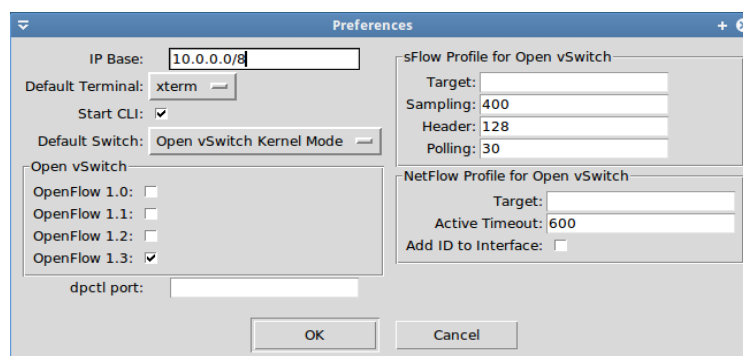 Preferences
IP Base: 10.0.0.0/8
Default Terminal: xterm
Start CLI:
Default Switch: Open vSwitch Kernel Mode
Open vSwitch
OpenFlow 1.0:
OpenFlow 1.1:
OpenFlow 1.2:
OpenFlow 1.3:
dpctl port:
sFlow Profile for Open vSwitch
Target:
Sampling: 400
Header: 128
Polling: 30
NetFlow Profile for Open vSwitch
Target:
Active Timeout: 600
Add ID to Interface:
OK
Cancel